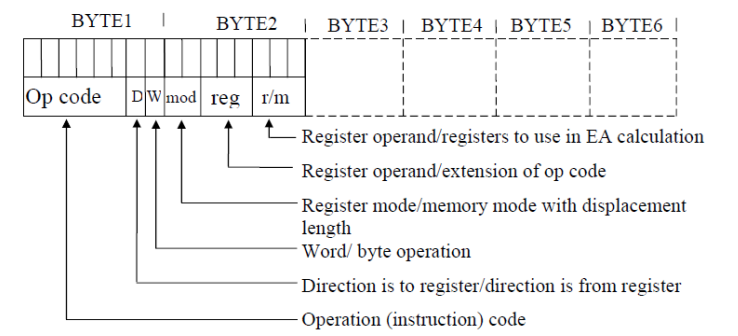 BYTE1 | BYTE2 | BYTE3 | BYTE4 | BYTE5 | BYTE6 |
Op code D W mod reg r/m
Register operand/registers to use in EA calculation
Register operand/extension of op code
Register mode/memory mode with displacement
length
Word/ byte operation
Direction is to register/direction is from register
Operation (instruction) code